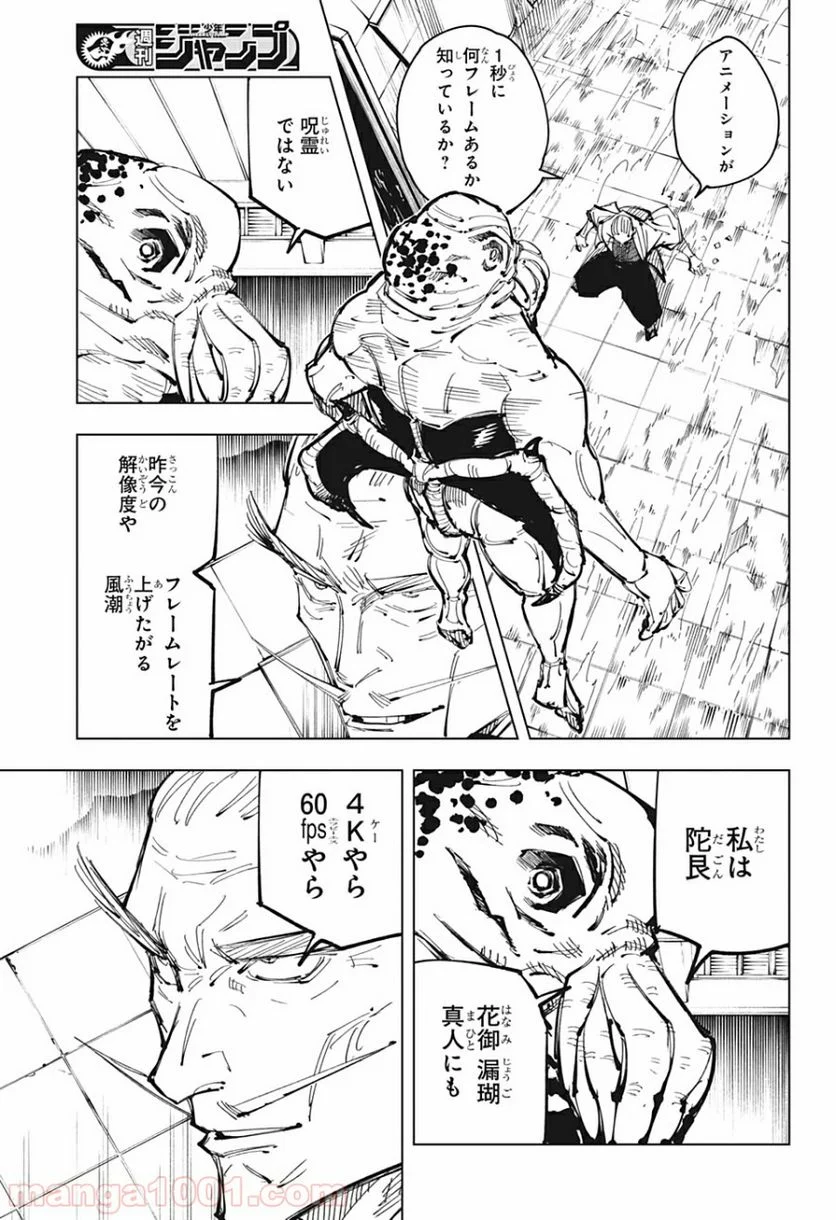 週刊
少年
ジャンプ
アニメーションが
1秒に
何フレームあるか
知っているか?
呪霊
ではない
昨今の
解像度や
フレームレートを
上げたがる
風潮
私は
陀艮
花御 漏瑚
真人にも
4Kやら
60fpsやら
manga1001.com